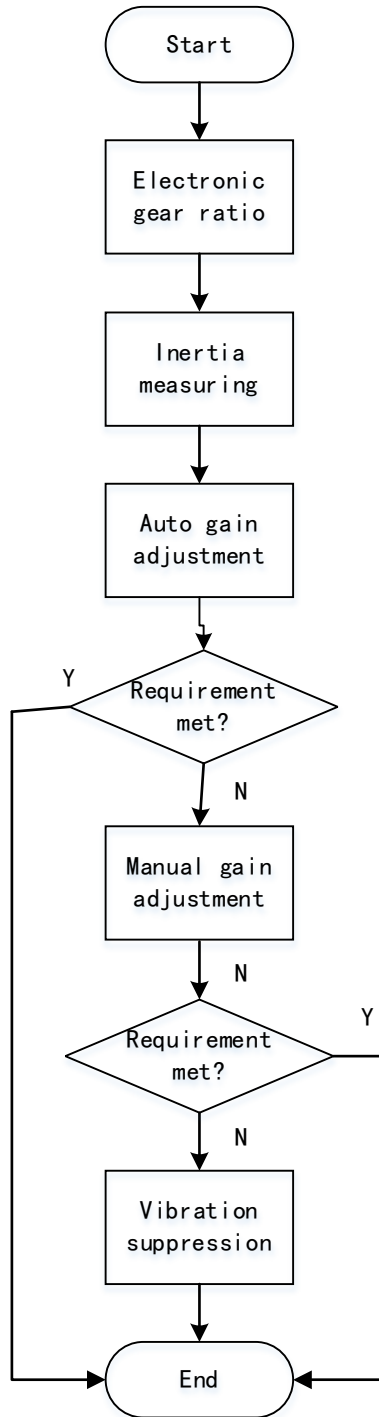 Start
Electronic
gear ratio
Inertia
measuring
Auto gain
adjustment
Y
Requirement
met?
N
Manual gain
adjustment
N
Y
Requirement
met?
N
Vibration
suppression
End